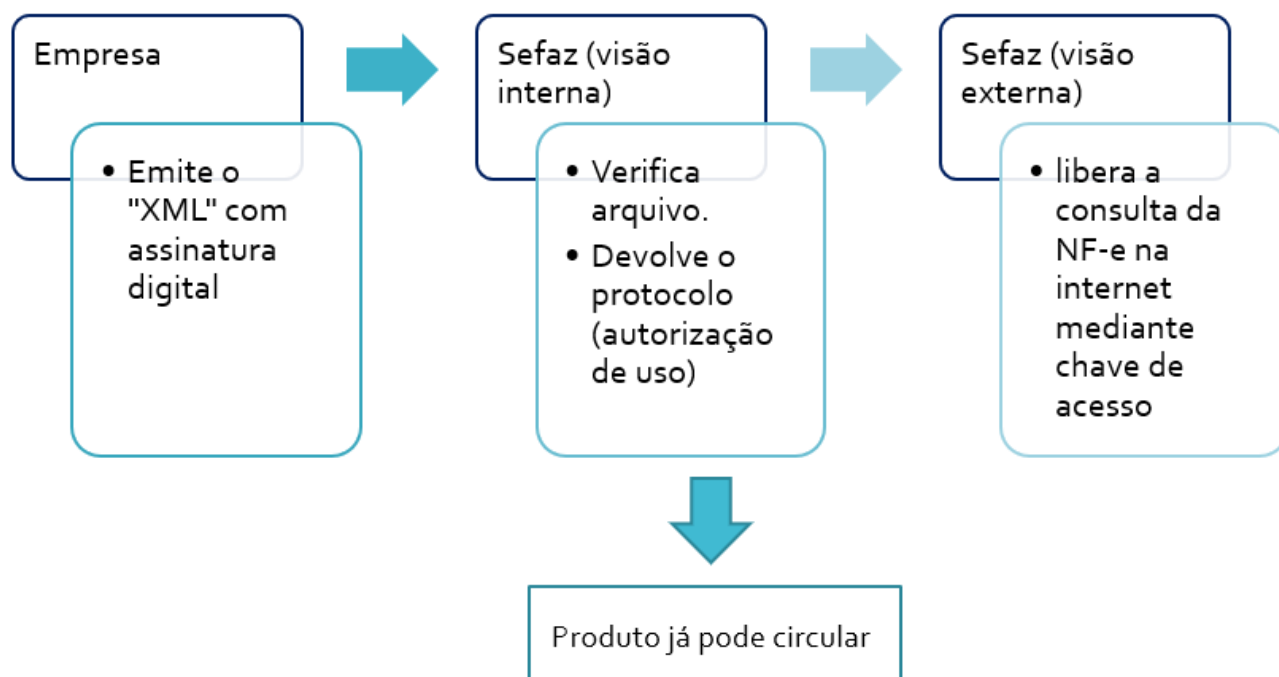 Empresa
• Emite o
"XML" com
assinatura
digital
Sefaz (visão
interna)
• Verifica
arquivo.
• Devolve o
protocolo
(autorização
de uso)
Sefaz (visão
externa)
• libera a
consulta da
NF-e na
internet
mediante
chave de
acesso
Produto já pode circular